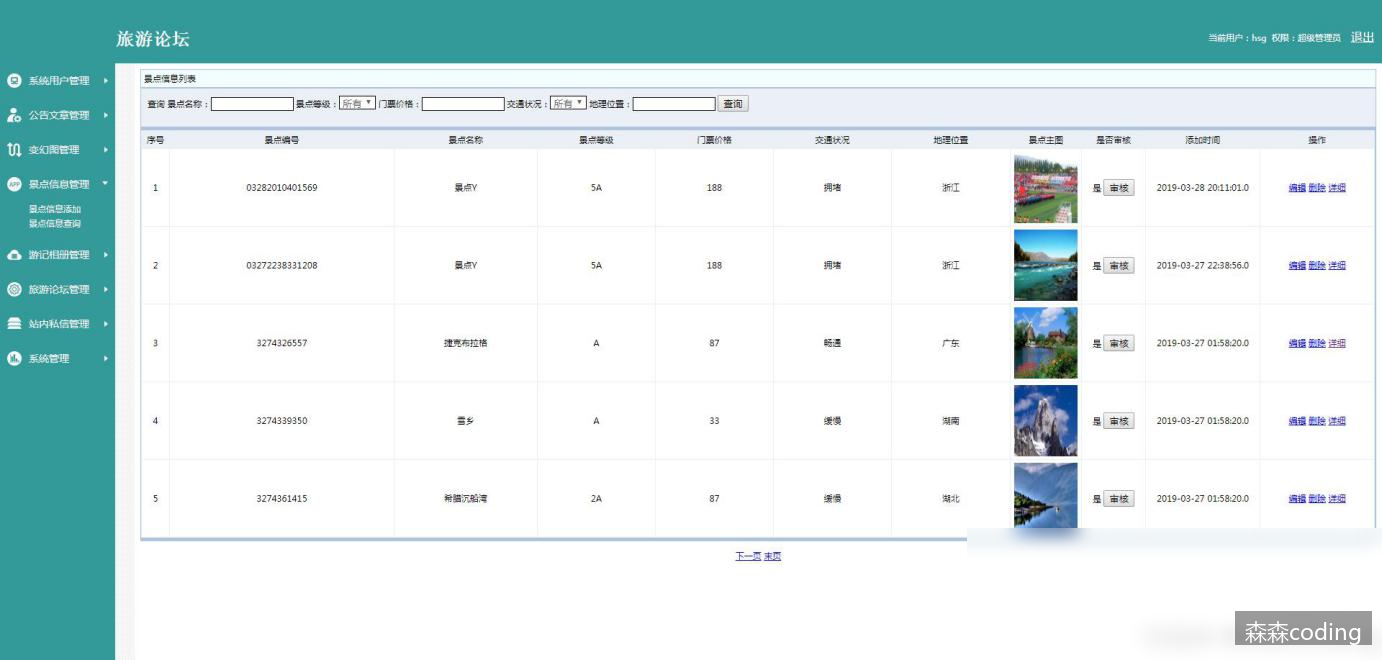 旅游论坛
当前用户：hsg 权限：超级管理员 退出
系统用户管理
公告文章管理
变幻图管理
景点信息管理
景点信息添加
景点信息查询
游记相册管理
旅游论坛管理
站内私信管理
系统管理
景点信息列表
查询 景点名称： 景点等级： 所有 门票价格： 交通状况： 所有 地理位置： 查询
序号 景点编号 景点名称 景点等级 门票价格 交通状况 地理位置 景点主图 是否审核 添加时间 操作
1 03282010401569 景点Y 5A 188 拥堵 浙江 是 审核 2019-03-28 20:11:01.0 编辑 删除 详细
2 03272238331208 景点Y 5A 188 拥堵 浙江 是 审核 2019-03-27 22:38:56.0 编辑 删除 详细
3 3274326557 捷克布拉格 A 87 畅通 广东 是 审核 2019-03-27 01:58:20.0 编辑 删除 详细
4 3274339350 雪乡 A 33 缓慢 湖南 是 审核 2019-03-27 01:58:20.0 编辑 删除 详细
5 3274361415 希腊沉船湾 2A 87 缓慢 湖北 是 审核 2019-03-27 01:58:20.0 编辑 删除 详细
下一页 末页
森森coding